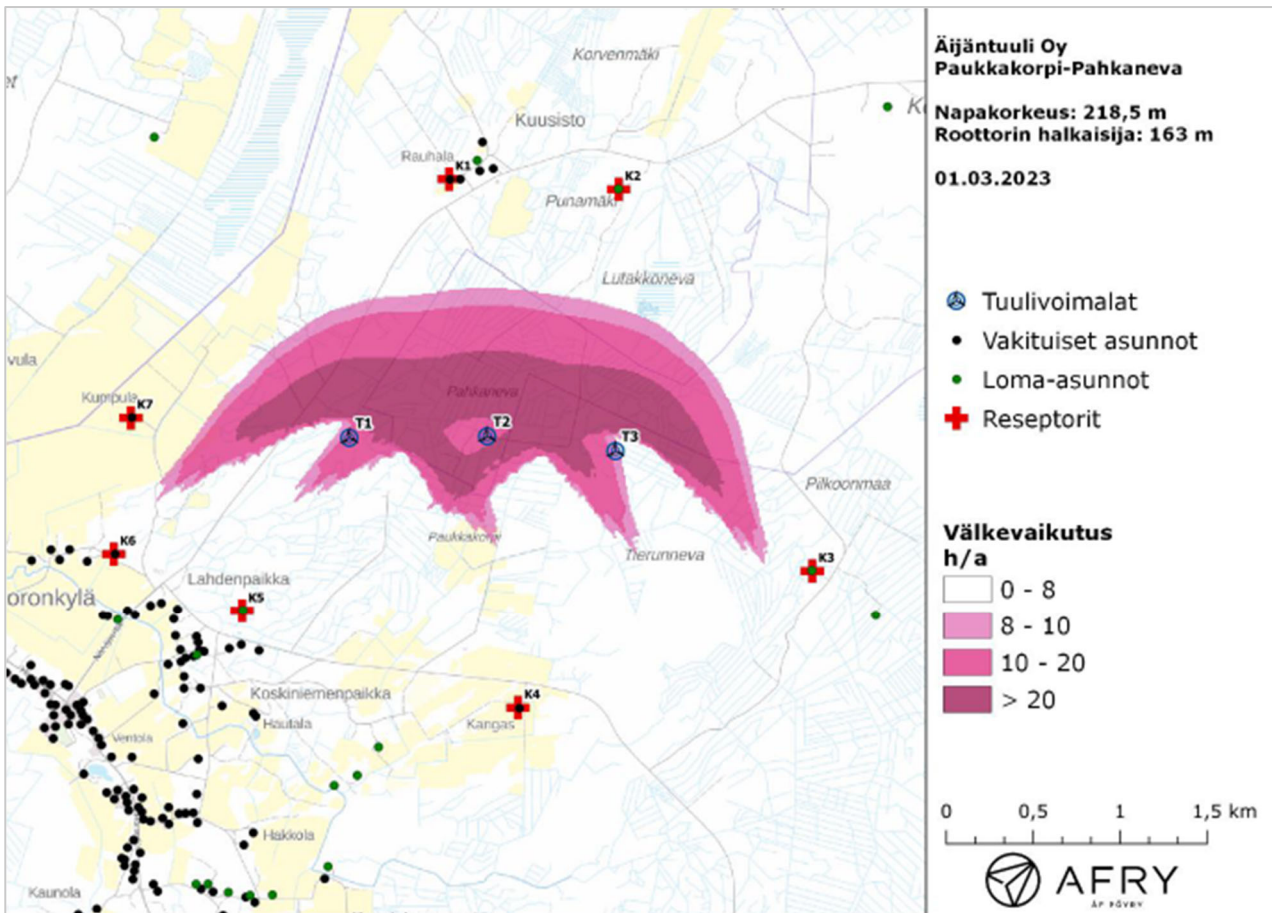 Äijäntuuli Oy
Paukkakorpi-Pahkaneva
Napakorkeus: 218,5 m
Roottorin halkaisija: 163 m
01.03.2023
Tuulivoimalat
Vakituiset asunnot
Loma-asunnot
Reseptorit
Välkevaikutus
h/a
0 - 8
8 - 10
10 - 20
> 20
0 0,5 1 1,5 km
AFRY
ÅF PÖYRY
Korvenmäki
Kuusisto
Rauhala
K1
K2
Punamäki
Lutakkoneva
vula
Kumpula
K7
Pahkaneva
T1
T2
T3
Pilkoonmaa
Paukkakorpi
Tierunneva
K6
K3
Lahdenpaikka
K5
oronkylä
Koskiniemenpaikka
Hautala
K4
Kangas
Ventola
Hakkola
Kaunola